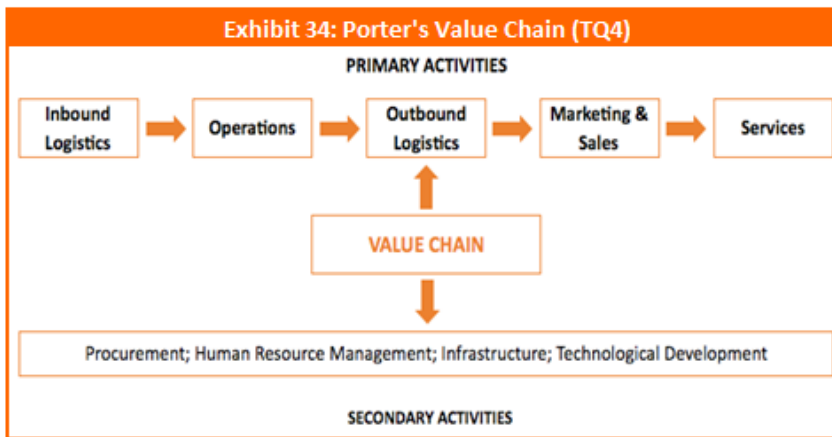 Exhibit 34: Porter's Value Chain (TQ4)
PRIMARY ACTIVITIES
Inbound
Logistics
Operations
Outbound
Logistics
Marketing &
Sales
Services
VALUE CHAIN
Procurement; Human Resource Management; Infrastructure; Technological Development
SECONDARY ACTIVITIES